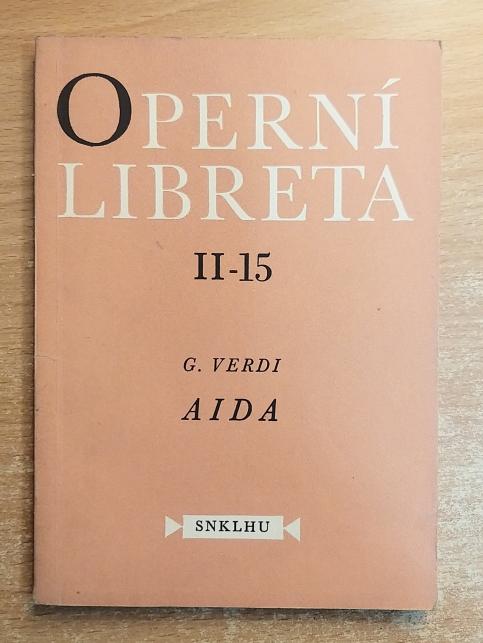 OPERNÍ
LIBRETA
II-15
G. VERDI
AIDA
SNKLHU